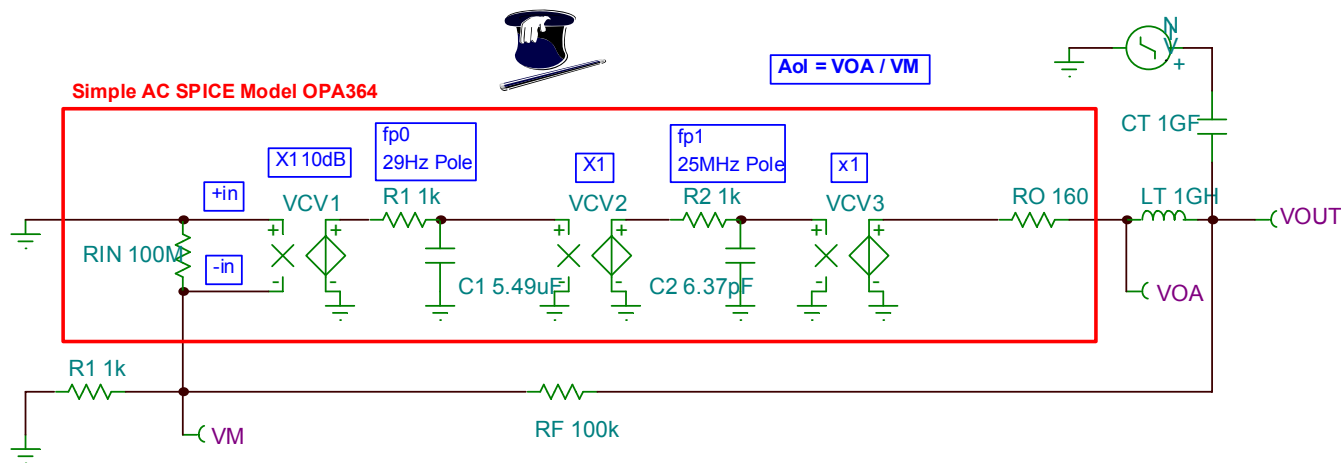 Aol = VOA / VM
Simple AC SPICE Model OPA364
N
V
+
CT 1GF
fp0
29Hz Pole
fp1
25MHz Pole
X110dB
X1
x1
+in
VCV1
R1 1k
VCV2
R2 1k
VCV3
RO 160
LT 1GH
VOUT
+
+
+
+
+
+
RIN 100M
-in
-
-
C1 5.49uF
-
-
C2 6.37pF
-
-
VOA
R1 1k
VM
RF 100k